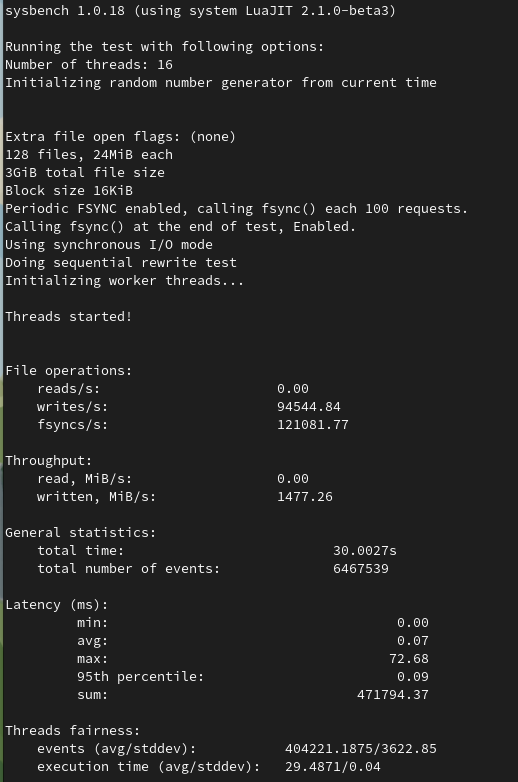 sysbench 1.0.18 (using system LuaJIT 2.1.0-beta3)
Running the test with following options:
Number of threads: 16
Initializing random number generator from current time
Extra file open flags: (none)
128 files, 24MiB each
3GiB total file size
Block size 16KiB
Periodic FSYNC enabled, calling fsync() each 100 requests.
Calling fsync() at the end of test, Enabled.
Using synchronous I/O mode
Doing sequential rewrite test
Initializing worker threads...
Threads started!
File operations:
reads/s: 0.00
writes/s: 94544.84
fsyncs/s: 121081.77
Throughput:
read, MiB/s: 0.00
written, MiB/s: 1477.26
General statistics:
total time: 30.0027s
total number of events: 6467539
Latency (ms):
min: 0.00
avg: 0.07
max: 72.68
95th percentile: 0.09
sum: 471794.37
Threads fairness:
events (avg/stddev): 404221.1875/3622.85
execution time (avg/stddev): 29.4871/0.04